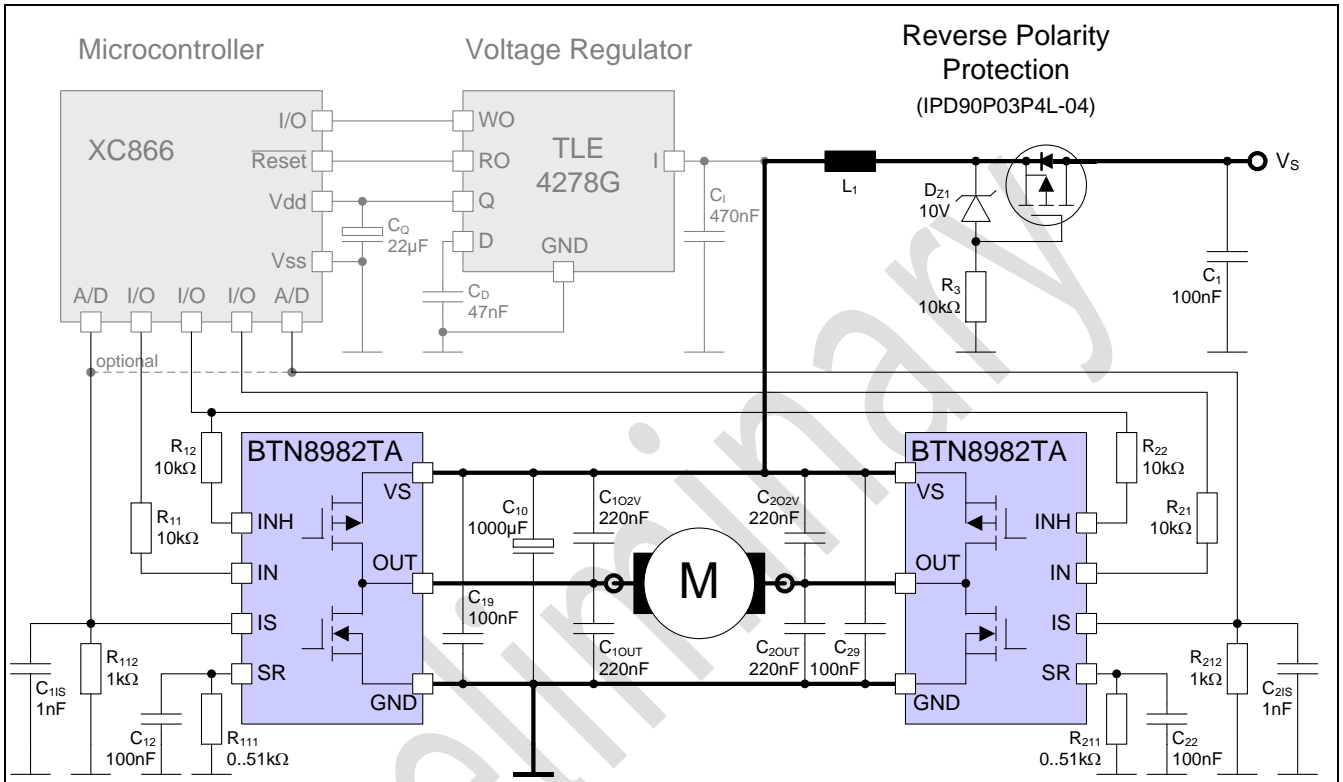 Microcontroller
Voltage Regulator
Reverse Polarity
Protection
(IPD90P03P4L-04)
XC866
I/O
Reset
Vdd
Vss
A/D I/O I/O I/O A/D
optional
WO
RO
Q
D
TLE
4278G
I
GND
CQ
22µF
CD
47nF
CI
470nF
L1
DZ1
10V
R3
10kΩ
VS
C1
100nF
R12
10kΩ
R11
10kΩ
BTN8982TA
VS
INH
OUT
IN
IS
SR
GND
C1IS
1nF
R112
1kΩ
C12
100nF
R111
0..51kΩ
C10
1000µF
C19
100nF
C1O2V
220nF
C1OUT
220nF
M
C2O2V
220nF
C2OUT
220nF
C29
100nF
BTN8982TA
VS
INH
OUT
IN
IS
SR
GND
R22
10kΩ
R21
10kΩ
R212
1kΩ
C2IS
1nF
R211
0..51kΩ
C22
100nF
eliminary